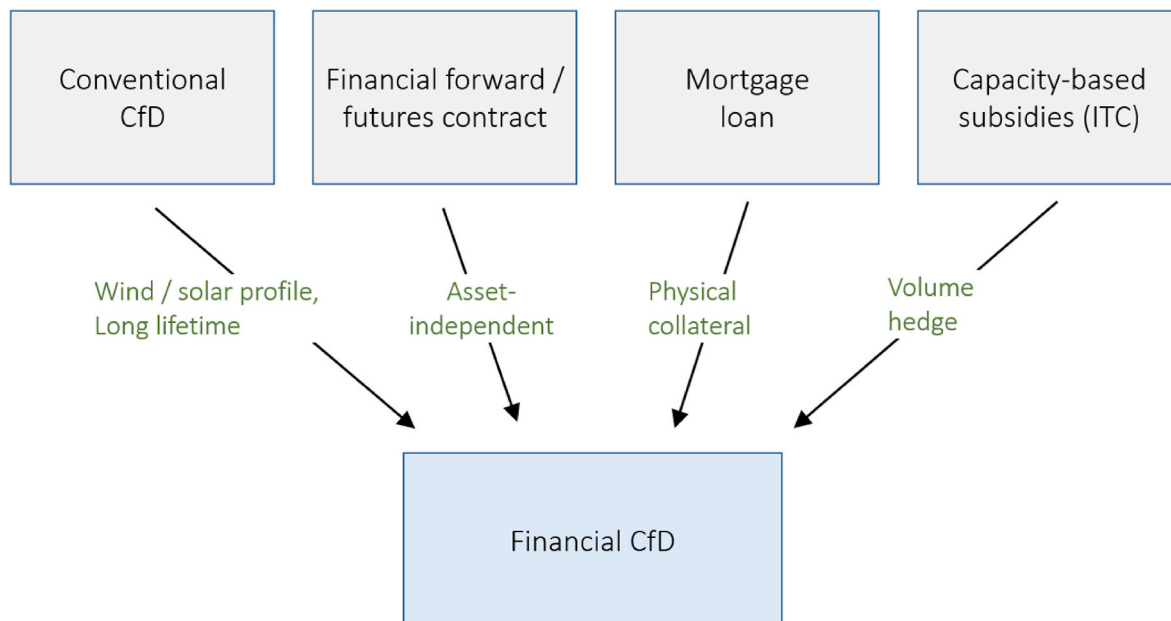 Conventional
CfD
Financial forward /
futures contract
Mortgage
loan
Capacity-based
subsidies (ITC)
Wind / solar profile,
Long lifetime
Asset-
independent
Physical
collateral
Volume
hedge
Financial CfD